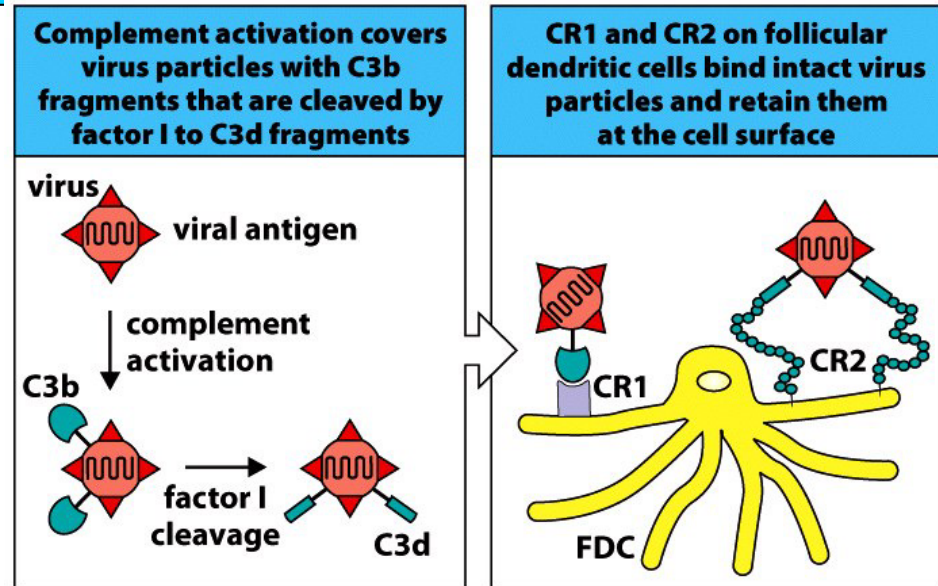 Complement activation covers
virus particles with C3b
fragments that are cleaved by
factor I to C3d fragments
virus
viral antigen
complement
activation
C3b
factor I
cleavage
C3d
CR1 and CR2 on follicular
dendritic cells bind intact virus
particles and retain them
at the cell surface
CR1
CR2
FDC